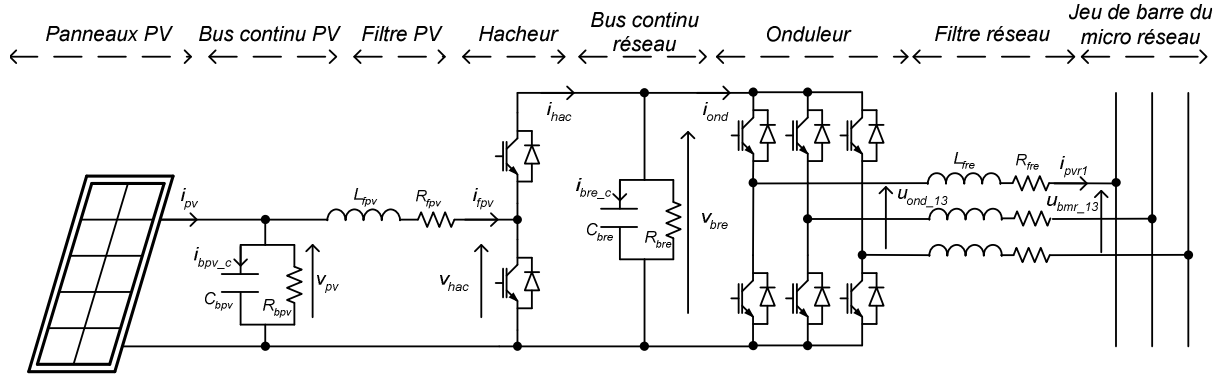 Panneaux PV
Bus continu PV
Filtre PV
Hacheur
Bus continu
réseau
Onduleur
Filtre réseau
Jeu de barre du
micro réseau
i_hac
i_ond
L_fre
R_fre
i_pvr1
i_pv
L_fpv
R_fpv
i_fpv
i_bre_c
C_bre
R_bre
v_bre
u_ond_13
u_bmr_13
i_bpv_c
C_bpv
R_bpv
v_pv
v_hac